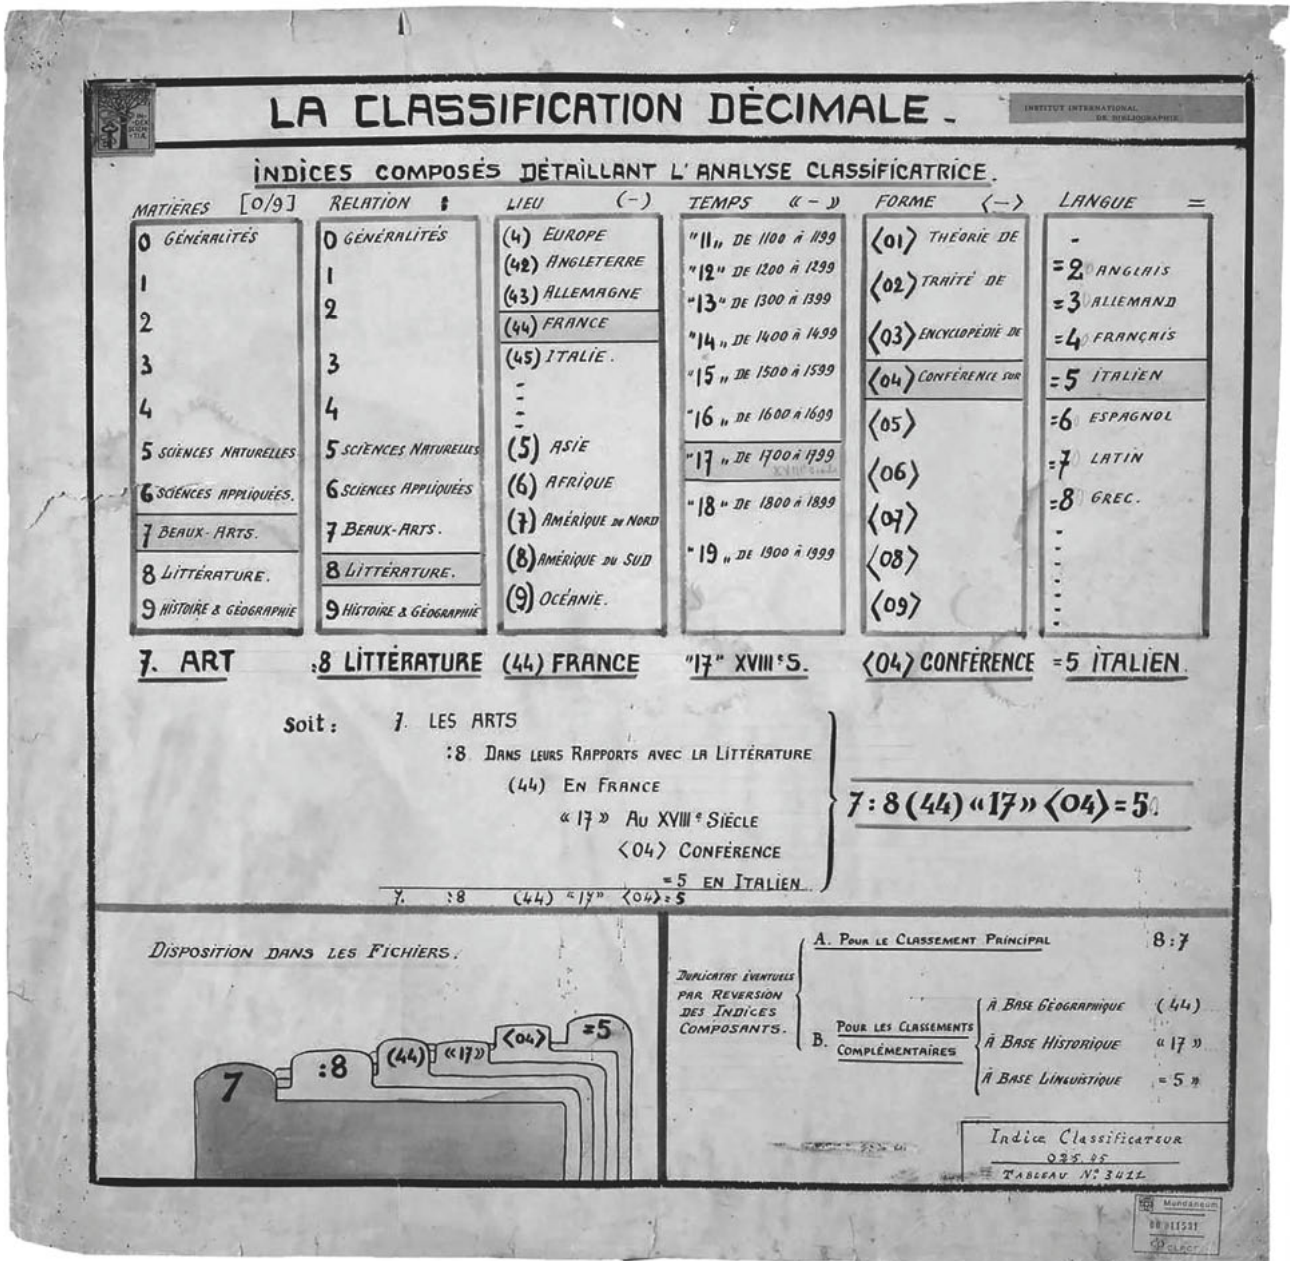 LA CLASSIFICATION DÉCIMALE.
INSTITUT INTERNATIONAL
DE BIBLIOGRAPHIE
INDICES COMPOSÉS DÉTAILLANT L'ANALYSE CLASSIFICATRICE.
MATIÈRES [0/9]
0 GÉNÉRALITÉS
1
2
3
4
5 SCIENCES NATURELLES
6 SCIENCES APPLIQUÉES.
7 BEAUX-ARTS.
8 LITTÉRATURE.
9 HISTOIRE & GÉOGRAPHIE
RELATION :
0 GÉNÉRALITÉS
1
2
3
4
5 SCIENCES NATURELLES
6 SCIENCES APPLIQUÉES
7 BEAUX-ARTS.
8 LITTÉRATURE.
9 HISTOIRE & GÉOGRAPHIE
LIEU (-)
(4) EUROPE
(42) ANGLETERRE
(43) ALLEMAGNE
(44) FRANCE
(45) ITALIE.
-
-
-
-
(5) ASIE
(6) AFRIQUE
(7) AMÉRIQUE DU NORD
(8) AMÉRIQUE DU SUD
(9) OCÉANIE.
TEMPS « - »
"11„ DE 1100 À 1199
"12" DE 1200 À 1299
"13" DE 1300 À 1399
"14„ DE 1400 À 1499
"15„ DE 1500 À 1599
"16„ DE 1600 À 1699
"17„ DE 1700 À 1799
XVIIIe siècle
"18" DE 1800 À 1899
"19„ DE 1900 À 1999
FORME <->
<01> THÉORIE DE
<02> TRAITÉ DE
<03> ENCYCLOPÉDIE DE
<04> CONFÉRENCE SUR
<05>
<06>
<07>
<08>
<09>
LANGUE =
-
=20 ANGLAIS
=30 ALLEMAND
=40 FRANÇAIS
=5 ITALIEN
=60 ESPAGNOL
=70 LATIN
=80 GREC.
7. ART :8 LITTÉRATURE (44) FRANCE "17" XVIIIe S. <04> CONFÉRENCE =5 ITALIEN.
Soit : 7. LES ARTS
:8 DANS LEURS RAPPORTS AVEC LA LITTÉRATURE
(44) EN FRANCE
« 17 » AU XVIIIe SIÈCLE
<04> CONFÉRENCE
=5 EN ITALIEN
7. :8 (44) "17" <04>=5
7:8(44)«17»<04>=50
DISPOSITION DANS LES FICHIERS.
7 :8 (44) «17» <04> =5
DUPLICATAS ÉVENTUELS
PAR REVERSION
DES INDICES
COMPOSANTS.
A. POUR LE CLASSEMENT PRINCIPAL 8:7
B. POUR LES CLASSEMENTS
COMPLÉMENTAIRES
À BASE GÉOGRAPHIQUE (44)
À BASE HISTORIQUE « 17 »
À BASE LINGUISTIQUE = 5 »
Indice Classificateur
025.45
TABLEAU N° 3411
Mundaneum